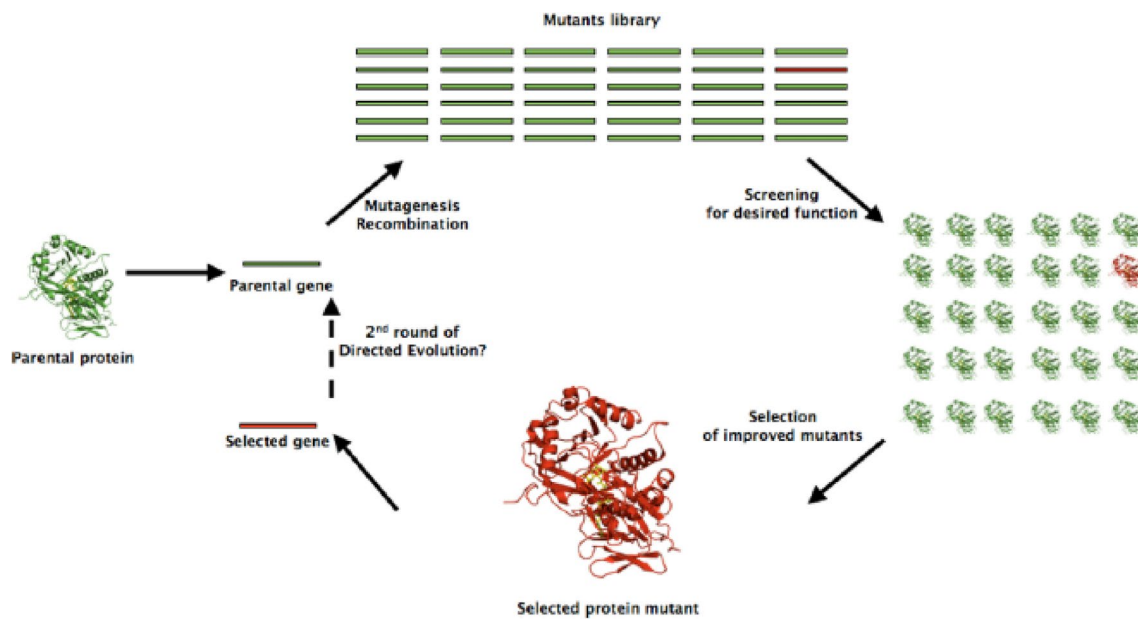 Mutants library
Mutagenesis
Recombination
Screening
for desired function
Parental gene
Parental protein
2nd round of
Directed Evolution?
Selection
of improved mutants
Selected gene
Selected protein mutant